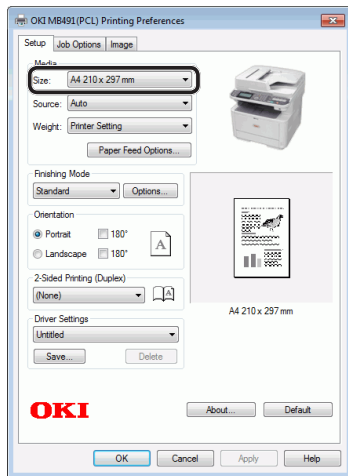 OKI MB491(PCL) Printing Preferences
Setup Job Options Image
Media
Size: A4 210 x 297 mm
Source: Auto
Weight: Printer Setting
Paper Feed Options...
Finishing Mode
Standard Options...
Orientation
Portrait 180°
Landscape 180°
A
2-Sided Printing (Duplex)
(None)
A
A4 210 x 297 mm
Driver Settings
Untitled
Save... Delete
OKI
About... Default
OK Cancel Apply Help